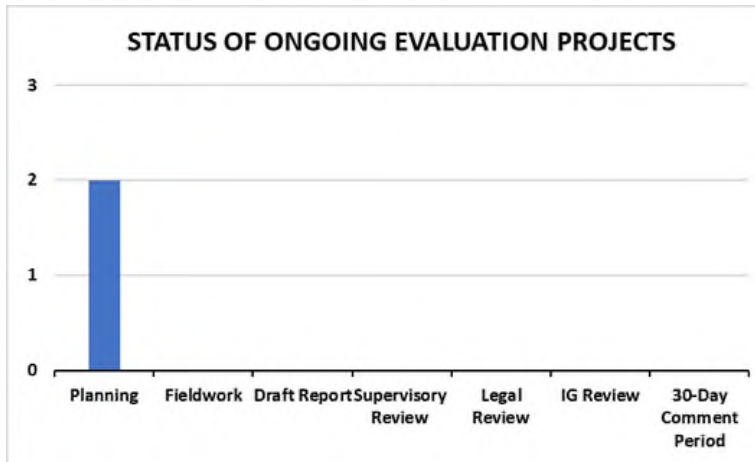 STATUS OF ONGOING EVALUATION PROJECTS
3
2
1
0
Planning Fieldwork Draft Report Supervisory Review Legal Review IG Review 30-Day Comment Period